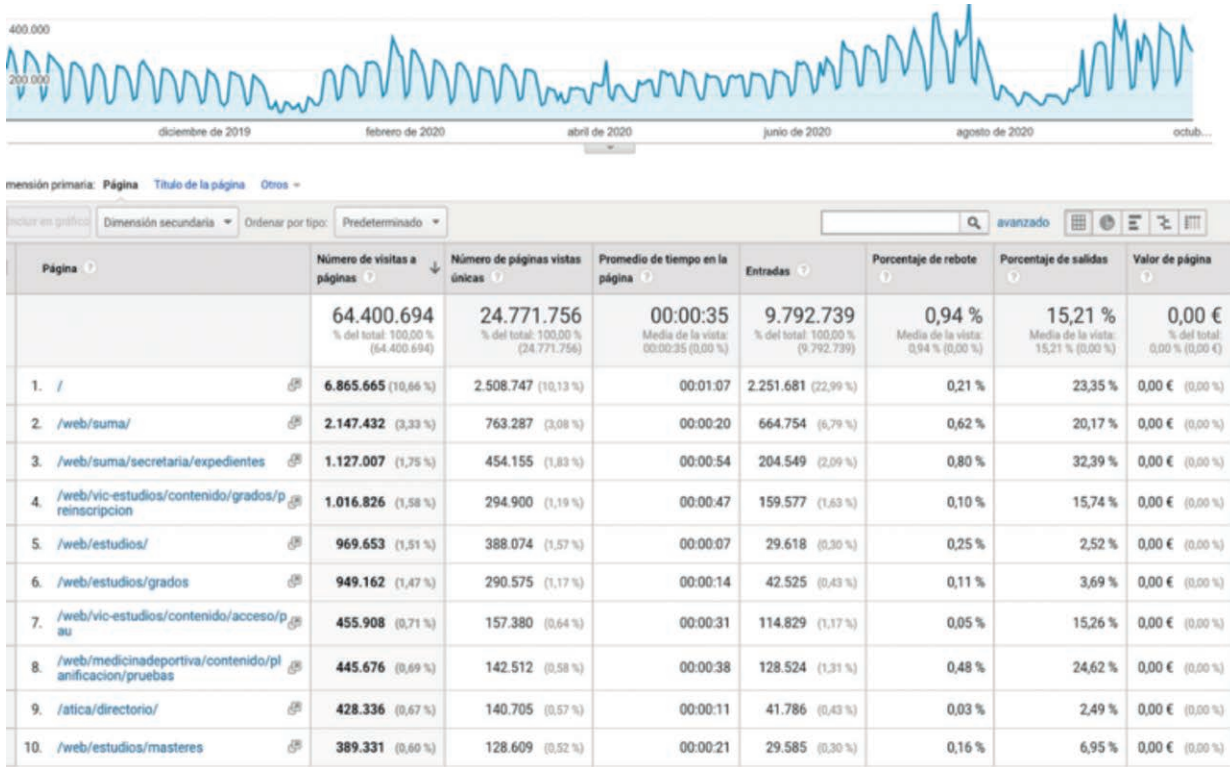 400.000
200.000
diciembre de 2019 febrero de 2020 abril de 2020 junio de 2020 agosto de 2020 octub...
mensión primaria: Página Título de la página Otros
incluir en gráfico Dimensión secundaria Ordenar por tipo: Predeterminado avanzado
Página ? Número de visitas a páginas ? Número de páginas vistas únicas ? Promedio de tiempo en la página ? Entradas ? Porcentaje de rebote ? Porcentaje de salidas ? Valor de página ?
64.400.694 24.771.756 00:00:35 9.792.739 0,94 % 15,21 % 0,00 €
% del total: 100,00 % % del total: 100,00 % Media de la vista: % del total: 100,00 % Media de la vista: Media de la vista: % del total:
(64.400.694) (24.771.756) 00:00:35 (0,00 %) (9.792.739) 0,94 % (0,00 %) 15,21 % (0,00 %) 0,00 % (0,00 €)
1. / 6.865.665 (10,66 %) 2.508.747 (10,13 %) 00:01:07 2.251.681 (22,99 %) 0,21 % 23,35 % 0,00 € (0,00 %)
2. /web/suma/ 2.147.432 (3,33 %) 763.287 (3,08 %) 00:00:20 664.754 (6,79 %) 0,62 % 20,17 % 0,00 € (0,00 %)
3. /web/suma/secretaria/expedientes 1.127.007 (1,75 %) 454.155 (1,83 %) 00:00:54 204.549 (2,09 %) 0,80 % 32,39 % 0,00 € (0,00 %)
4. /web/vic-estudios/contenido/grados/p
reinscripcion 1.016.826 (1,58 %) 294.900 (1,19 %) 00:00:47 159.577 (1,63 %) 0,10 % 15,74 % 0,00 € (0,00 %)
5. /web/estudios/ 969.653 (1,51 %) 388.074 (1,57 %) 00:00:07 29.618 (0,30 %) 0,25 % 2,52 % 0,00 € (0,00 %)
6. /web/estudios/grados 949.162 (1,47 %) 290.575 (1,17 %) 00:00:14 42.525 (0,43 %) 0,11 % 3,69 % 0,00 € (0,00 %)
7. /web/vic-estudios/contenido/acceso/p
au 455.908 (0,71 %) 157.380 (0,64 %) 00:00:31 114.829 (1,17 %) 0,05 % 15,26 % 0,00 € (0,00 %)
8. /web/medicinadeportiva/contenido/pl
anificacion/pruebas 445.676 (0,69 %) 142.512 (0,58 %) 00:00:38 128.524 (1,31 %) 0,48 % 24,62 % 0,00 € (0,00 %)
9. /atica/directorio/ 428.336 (0,67 %) 140.705 (0,57 %) 00:00:11 41.786 (0,43 %) 0,03 % 2,49 % 0,00 € (0,00 %)
10. /web/estudios/masteres 389.331 (0,60 %) 128.609 (0,52 %) 00:00:21 29.585 (0,30 %) 0,16 % 6,95 % 0,00 € (0,00 %)